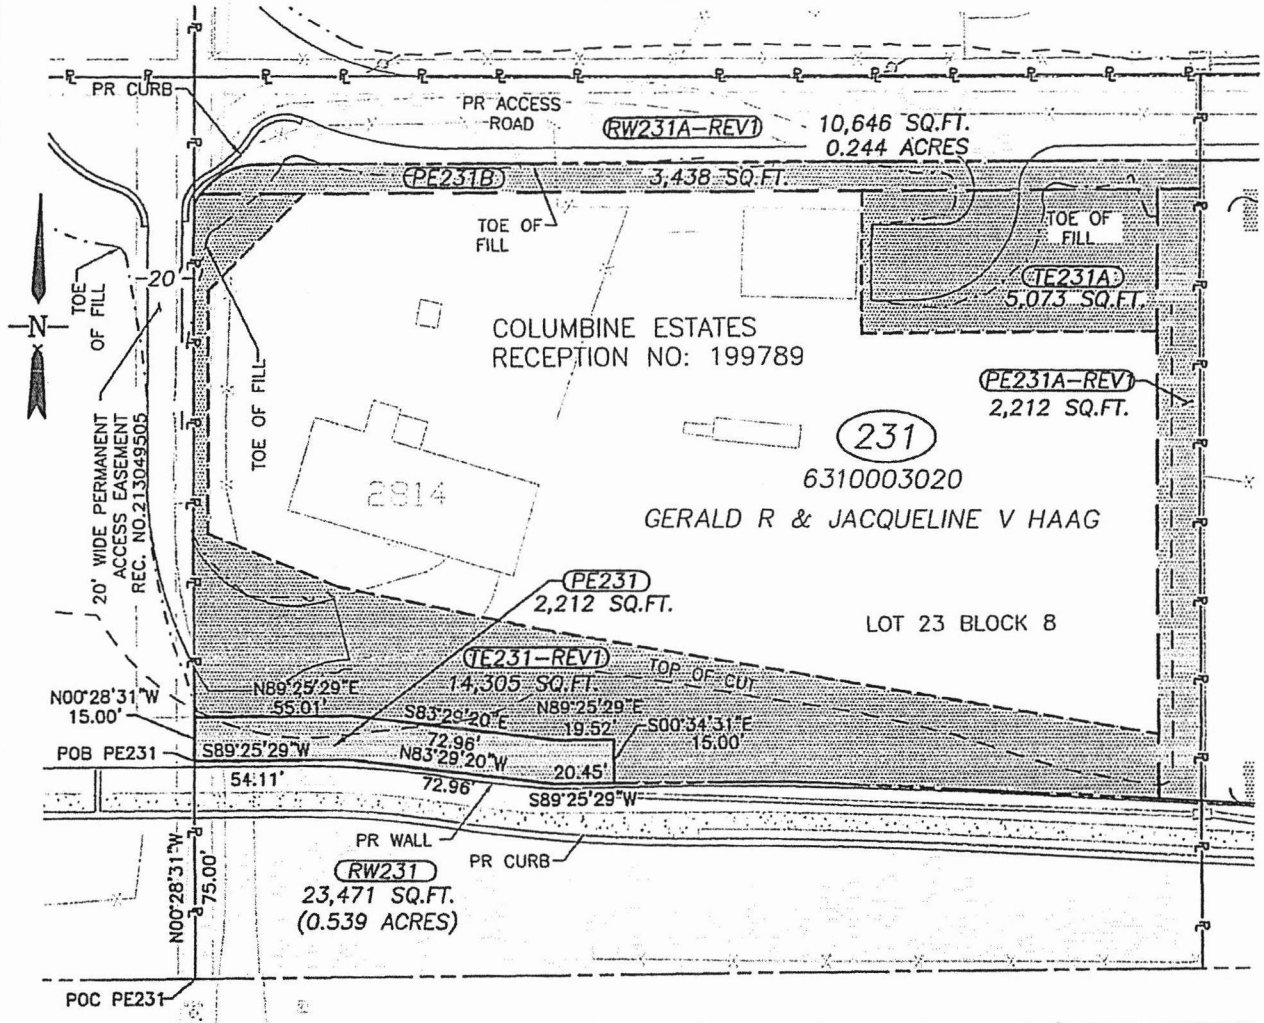 PR CURB
PR ACCESS
ROAD
RW231A-REV1
10,646 SQ.FT.
0.244 ACRES
PE231B
3,438 SQ.FT.
TOE OF
FILL
TOE OF
FILL
TE231A
5,073 SQ.FT.
20'
TOE
OF FILL
N
COLUMBINE ESTATES
RECEPTION NO: 199789
TOE OF FILL
PE231A-REV1
2,212 SQ.FT.
231
6310003020
GERALD R & JACQUELINE V HAAG
2814
20' WIDE PERMANENT
ACCESS EASEMENT
REC. NO.213049505
PE231
2,212 SQ.FT.
LOT 23 BLOCK 8
TE231-REV1
14,305 SQ.FT.
TOP OF CUT
N00°28'31"W
15.00'
N89°25'29"E
55.01'
S83°29'20"E
72.96'
N89°25'29"E
19.52'
S00°34'31"E
15.00'
POB PE231
S89°25'29"W
54.11'
N83°29'20"W
72.96'
20.45'
S89°25'29"W
PR WALL
PR CURB
RW231
23,471 SQ.FT.
(0.539 ACRES)
N00°28'31"W
75.00'
POC PE231